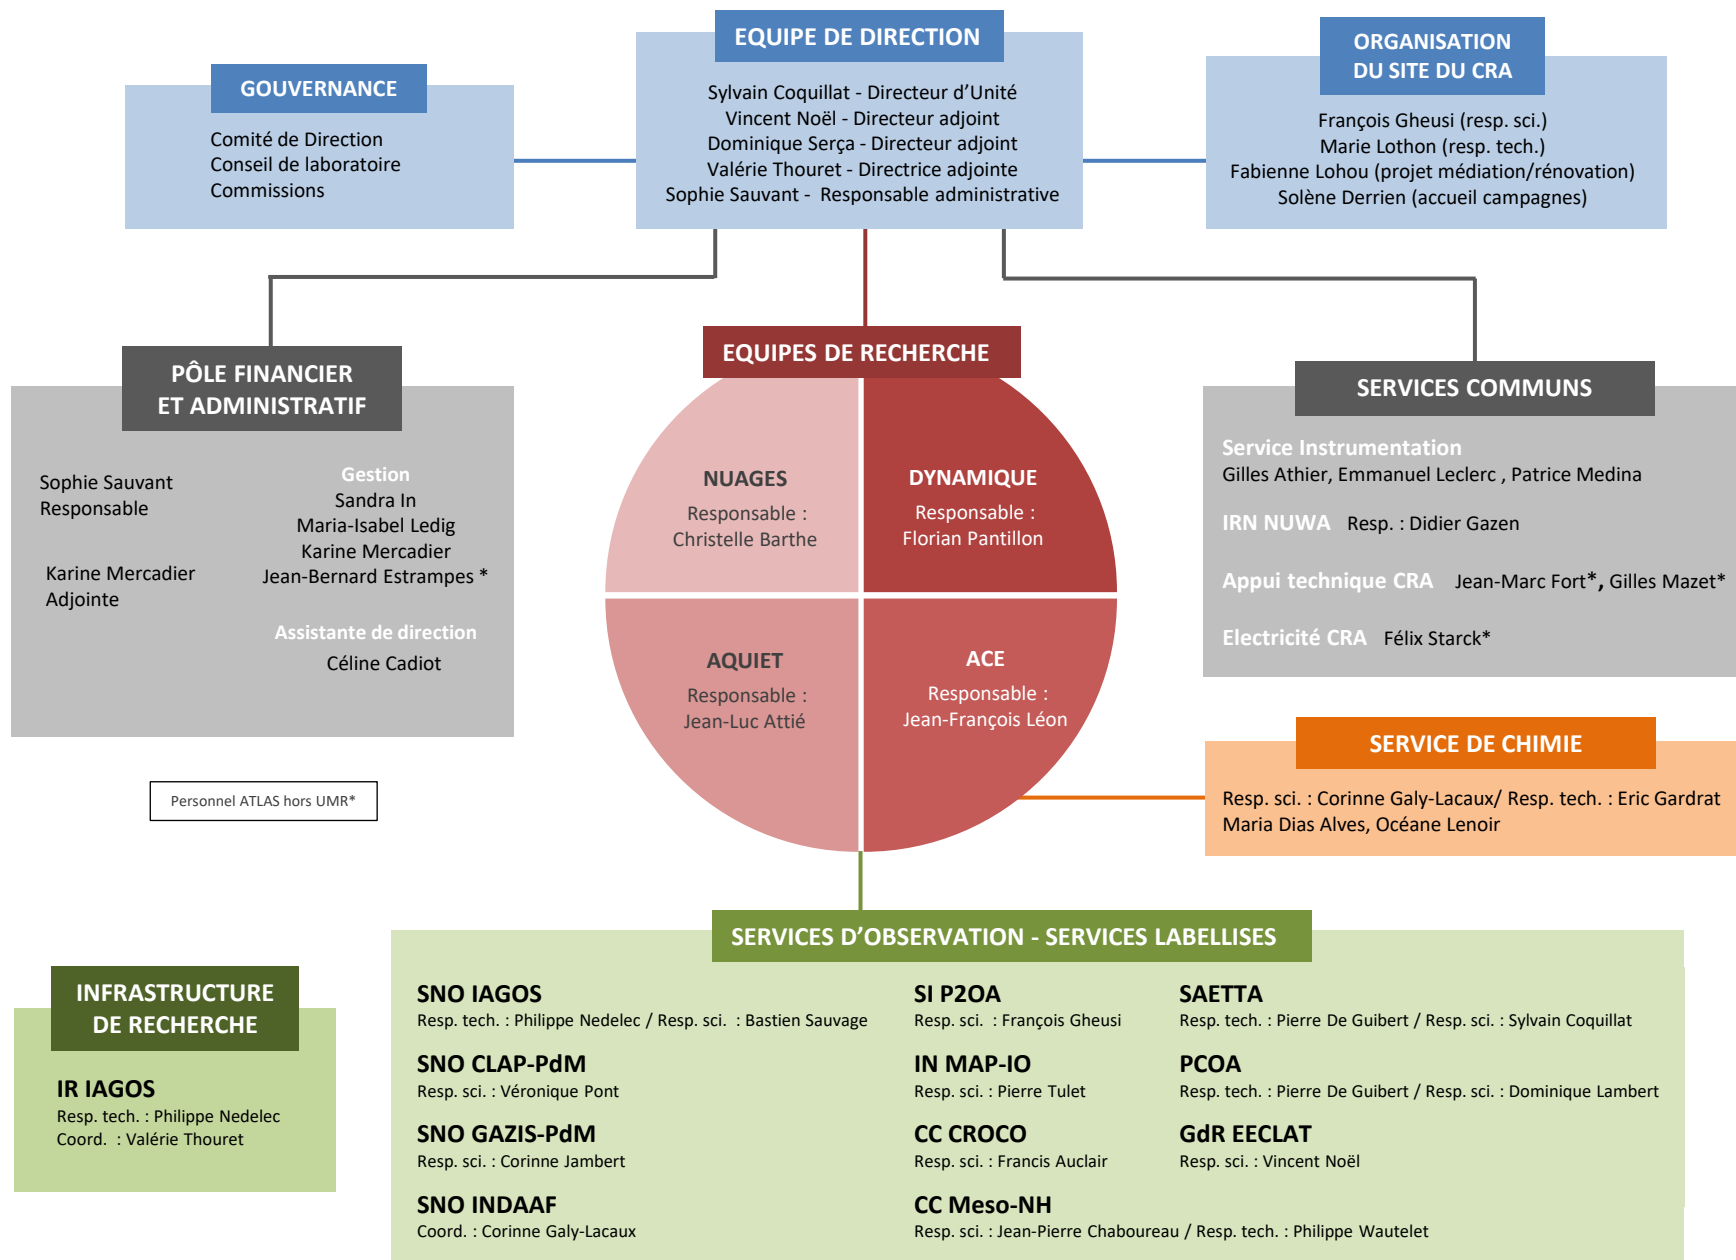 GOUVERNANCE
Comité de Direction
Conseil de laboratoire
Commissions
EQUIPE DE DIRECTION
Sylvain Coquillat - Directeur d’Unité
Vincent Noël - Directeur adjoint
Dominique Serça - Directeur adjoint
Valérie Thouret - Directrice adjointe
Sophie Sauvant -  Responsable administrative
ORGANISATION
DU SITE DU CRA
François Gheusi (resp. sci.)
Marie Lothon (resp. tech.)
Fabienne Lohou (projet médiation/rénovation)
Solène Derrien (accueil campagnes)
PÔLE FINANCIER
ET ADMINISTRATIF
Sophie Sauvant
Responsable
Karine Mercadier
Adjointe
Gestion
Sandra In
Maria-Isabel Ledig
Karine Mercadier
Jean-Bernard Estrampes *
Assistante de direction
Céline Cadiot
Personnel ATLAS hors UMR*
EQUIPES DE RECHERCHE
NUAGES
Responsable :
Christelle Barthe
DYNAMIQUE
Responsable :
Florian Pantillon
AQUIET
Responsable :
Jean-Luc Attié
ACE
Responsable :
Jean-François Léon
SERVICES COMMUNS
Service Instrumentation
Gilles Athier, Emmanuel Leclerc , Patrice Medina
IRN NUWA   Resp. : Didier Gazen
Appui technique CRA   Jean-Marc Fort*, Gilles Mazet*
Electricité CRA   Félix Starck*
SERVICE DE CHIMIE
Resp. sci. : Corinne Galy-Lacaux/ Resp. tech. : Eric Gardrat
Maria Dias Alves, Océane Lenoir
INFRASTRUCTURE
DE RECHERCHE
IR IAGOS
Resp. tech. : Philippe Nedelec
Coord.  : Valérie Thouret
SERVICES D’OBSERVATION - SERVICES LABELLISES
SNO IAGOS
Resp. tech. : Philippe Nedelec / Resp. sci.  : Bastien Sauvage
SNO CLAP-PdM
Resp. sci. : Véronique Pont
SNO GAZIS-PdM
Resp. sci. : Corinne Jambert
SNO INDAAF
Coord. : Corinne Galy-Lacaux
SI P2OA
Resp. sci.  : François Gheusi
IN MAP-IO
Resp. sci. : Pierre Tulet
CC CROCO
Resp. sci. : Francis Auclair
CC Meso-NH
Resp. sci. : Jean-Pierre Chaboureau / Resp. tech. : Philippe Wautelet
SAETTA
Resp. tech. : Pierre De Guibert / Resp. sci. : Sylvain Coquillat
PCOA
Resp. tech. : Pierre De Guibert / Resp. sci. : Dominique Lambert
GdR EECLAT
Resp. sci. : Vincent Noël